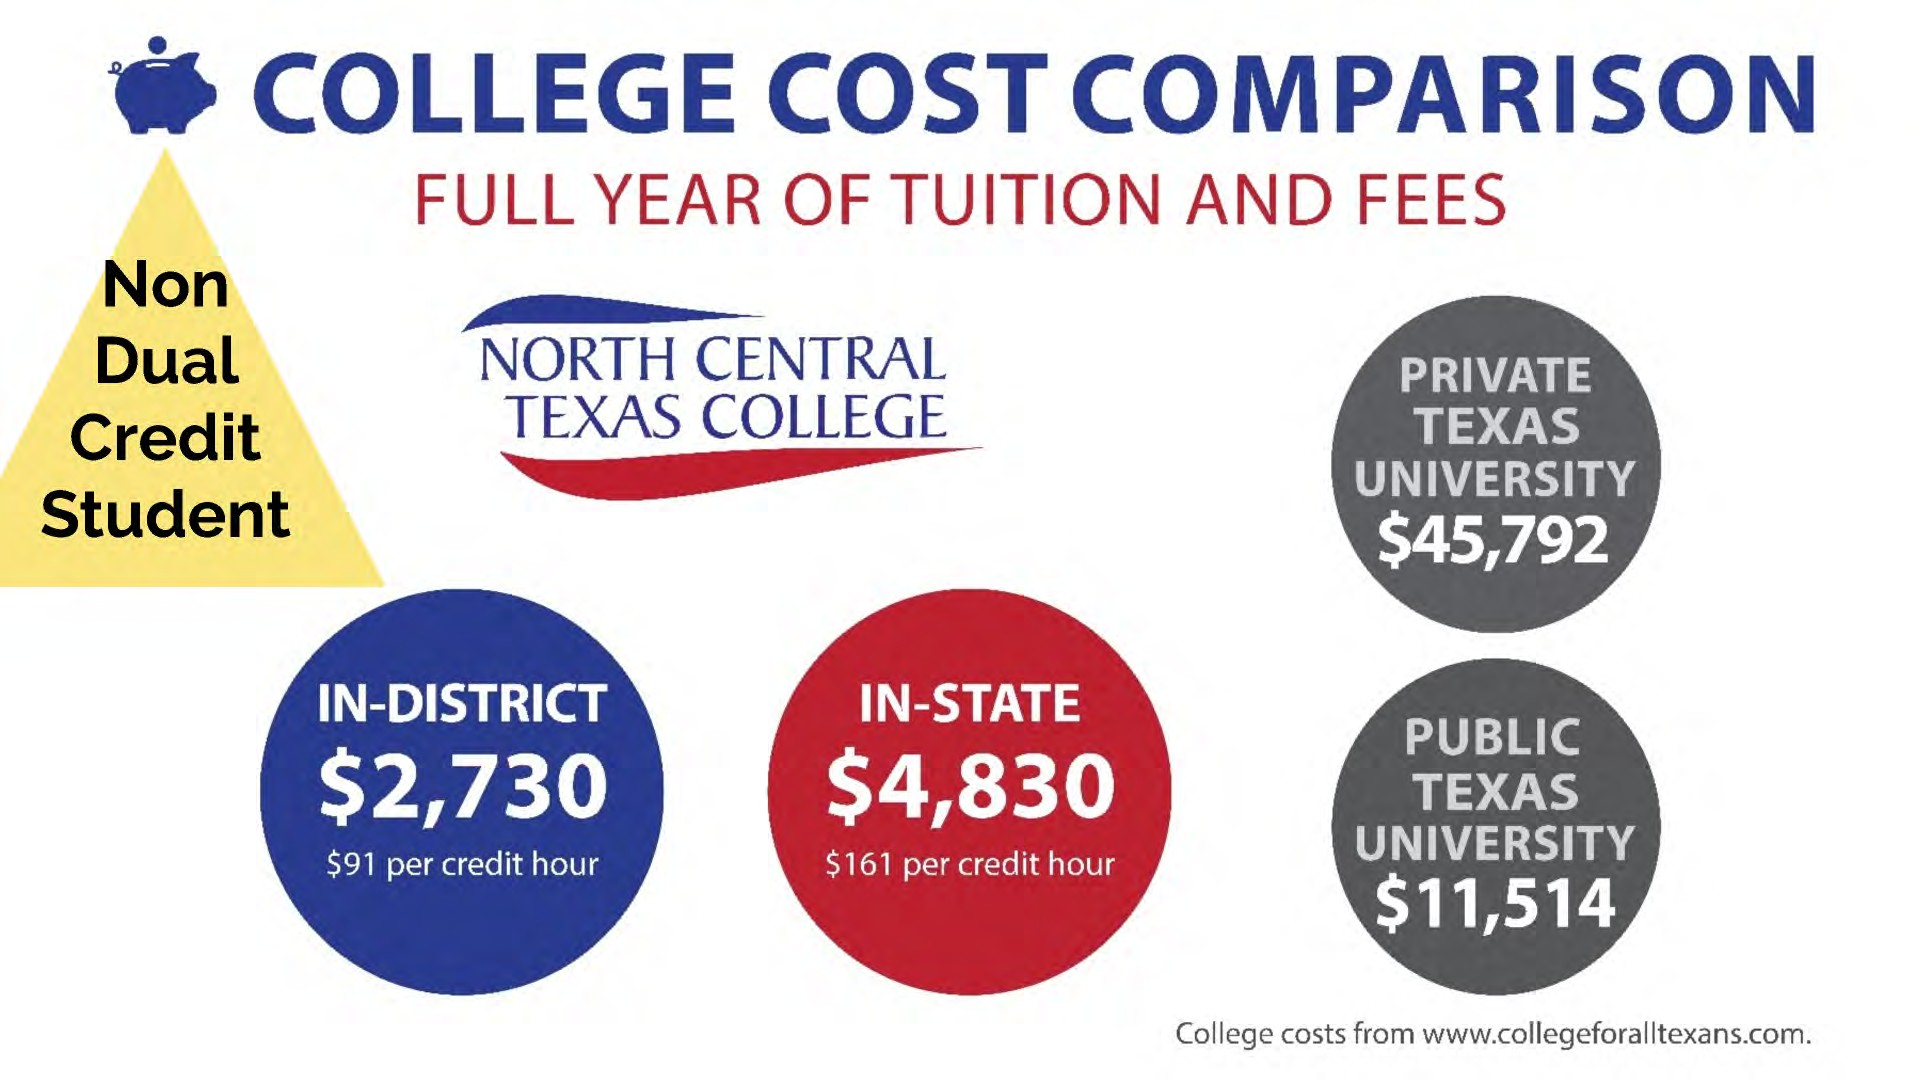 COLLEGE COST COMPARISON
FULL YEAR OF TUITION AND FEES
Non
Dual
Credit
Student
NORTH CENTRAL
TEXAS COLLEGE
IN-DISTRICT
$2,730
$91 per credit hour
IN-STATE
$4,830
$161 per credit hour
PRIVATE
TEXAS
UNIVERSITY
$45,792
PUBLIC
TEXAS
UNIVERSITY
$11,514
College costs from www.collegeforalltexans.com.